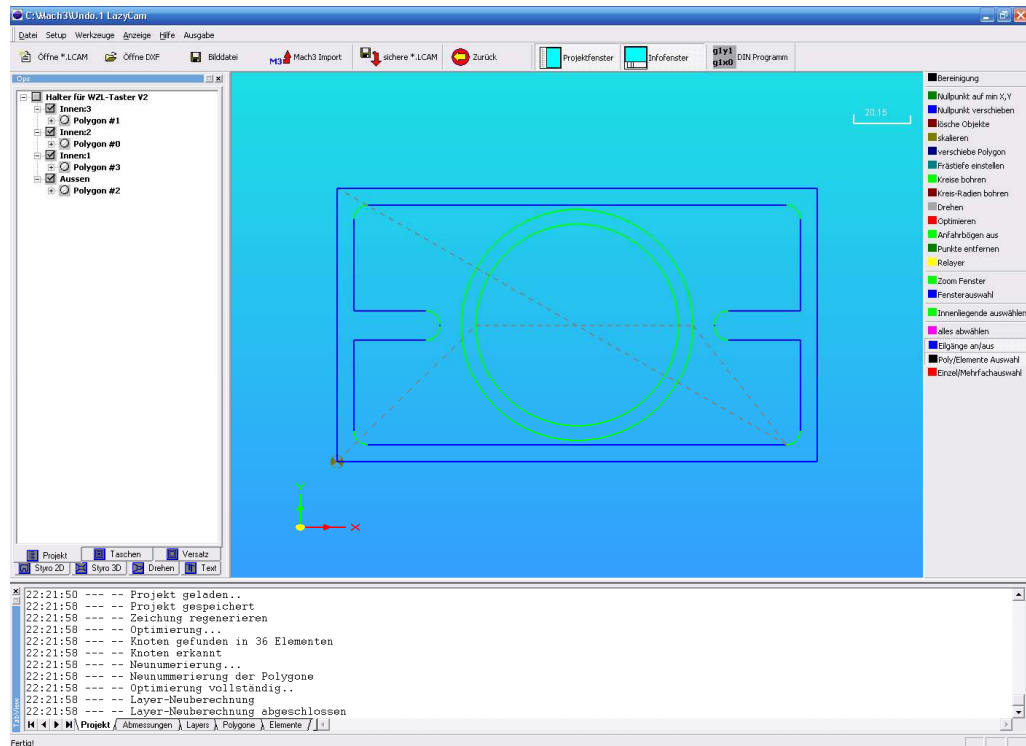 C:\Mach3\Undo.1 LazyCam
Datei Setup Werkzeuge Anzeige Hilfe Ausgabe
Öffne *.LCAM Öffne DXF Bilddatei M3 Mach3 Import sichere *.LCAM Zurück Projektfenster Infofenster g1y1 g1x0 DIN Programm
Ops
Halter für WZL-Taster V2
Innen:3
Polygon #1
Innen:2
Polygon #0
Innen:1
Polygon #3
Aussen
Polygon #2
Projekt Taschen Versatz
Styro 2D Styro 3D Drehen Text
20.15
Y
X
Bereinigung
Nullpunkt auf min X,Y
Nullpunkt verschieben
lösche Objekte
skalieren
verschiebe Polygon
Frästiefe einstellen
Kreise bohren
Kreis-Radien bohren
Drehen
Optimieren
Anfahrbögen aus
Punkte entfernen
Relayer
Zoom Fenster
Fensterauswahl
Innenliegende auswählen
alles abwählen
Eilgänge an/aus
Poly/Elemente Auswahl
Einzel/Mehrfachauswahl
22:21:50 --- -- Projekt geladen..
22:21:58 --- -- Projekt gespeichert
22:21:58 --- -- Zeichung regenerieren
22:21:58 --- -- Optimierung...
22:21:58 --- -- Knoten gefunden in 36 Elementen
22:21:58 --- -- Knoten erkannt
22:21:58 --- -- Neunumerierung...
22:21:58 --- -- Neunummerierung der Polygone
22:21:58 --- -- Optimierung vollständig..
22:21:58 --- -- Layer-Neuberechnung
22:21:58 --- -- Layer-Neuberechnung abgeschlossen
TabView
Projekt Abmessungen Layers Polygone Elemente
Fertig!